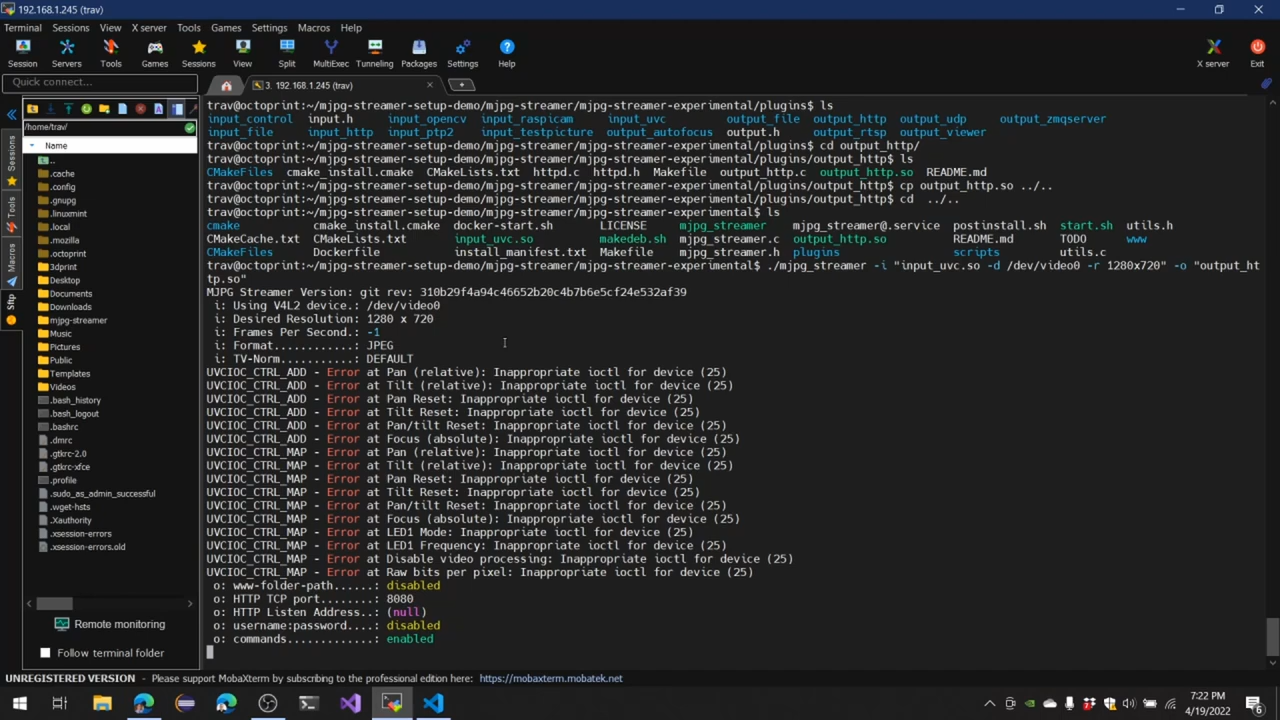 192.168.1.245 (trav)
Terminal Sessions View X server Tools Games Settings Macros Help
Session Servers Tools Games Sessions View Split MultiExec Tunneling Packages Settings Help X server Exit
Quick connect...
3. 192.168.1.245 (trav)
/home/trav/
Name
..
.cache
.config
.gnupg
.linuxmint
.local
.mozilla
.octoprint
3dprint
Desktop
Documents
Downloads
mjpg-streamer
Music
Pictures
Public
Templates
Videos
.bash_history
.bash_logout
.bashrc
.dmrc
.gtkrc-2.0
.gtkrc-xfce
.profile
.sudo_as_admin_successful
.wget-hsts
.Xauthority
.xsession-errors
.xsession-errors.old
Remote monitoring
Follow terminal folder
Sessions
Tools
Macros
Sftp
trav@octoprint:~/mjpg-streamer-setup-demo/mjpg-streamer/mjpg-streamer-experimental/plugins$ ls
input_control input.h input_opencv input_raspicam input_uvc output_file output_http output_udp output_zmqserver
input_file input_http input_ptp2 input_testpicture output_autofocus output.h output_rtsp output_viewer
trav@octoprint:~/mjpg-streamer-setup-demo/mjpg-streamer/mjpg-streamer-experimental/plugins$ cd output_http/
trav@octoprint:~/mjpg-streamer-setup-demo/mjpg-streamer/mjpg-streamer-experimental/plugins/output_http$ ls
CMakeFiles cmake_install.cmake CMakeLists.txt httpd.c httpd.h Makefile output_http.c output_http.so README.md
trav@octoprint:~/mjpg-streamer-setup-demo/mjpg-streamer/mjpg-streamer-experimental/plugins/output_http$ cp output_http.so ../..
trav@octoprint:~/mjpg-streamer-setup-demo/mjpg-streamer/mjpg-streamer-experimental/plugins/output_http$ cd ../..
trav@octoprint:~/mjpg-streamer-setup-demo/mjpg-streamer/mjpg-streamer-experimental$ ls
cmake cmake_install.cmake docker-start.sh LICENSE mjpg_streamer mjpg_streamer@.service postinstall.sh start.sh utils.h
CMakeCache.txt CMakeLists.txt input_uvc.so makedeb.sh mjpg_streamer.c output_http.so README.md TODO www
CMakeFiles Dockerfile install_manifest.txt Makefile mjpg_streamer.h plugins scripts utils.c
trav@octoprint:~/mjpg-streamer-setup-demo/mjpg-streamer/mjpg-streamer-experimental$ ./mjpg_streamer -i "input_uvc.so -d /dev/video0 -r 1280x720" -o "output_ht
tp.so"
MJPG Streamer Version: git rev: 310b29f4a94c46652b20c4b7b6e5cf24e532af39
i: Using V4L2 device.: /dev/video0
i: Desired Resolution: 1280 x 720
i: Frames Per Second.: -1
i: Format............: JPEG
i: TV-Norm...........: DEFAULT
UVCIOC_CTRL_ADD - Error at Pan (relative): Inappropriate ioctl for device (25)
UVCIOC_CTRL_ADD - Error at Tilt (relative): Inappropriate ioctl for device (25)
UVCIOC_CTRL_ADD - Error at Pan Reset: Inappropriate ioctl for device (25)
UVCIOC_CTRL_ADD - Error at Tilt Reset: Inappropriate ioctl for device (25)
UVCIOC_CTRL_ADD - Error at Pan/tilt Reset: Inappropriate ioctl for device (25)
UVCIOC_CTRL_ADD - Error at Focus (absolute): Inappropriate ioctl for device (25)
UVCIOC_CTRL_MAP - Error at Pan (relative): Inappropriate ioctl for device (25)
UVCIOC_CTRL_MAP - Error at Tilt (relative): Inappropriate ioctl for device (25)
UVCIOC_CTRL_MAP - Error at Pan Reset: Inappropriate ioctl for device (25)
UVCIOC_CTRL_MAP - Error at Tilt Reset: Inappropriate ioctl for device (25)
UVCIOC_CTRL_MAP - Error at Pan/tilt Reset: Inappropriate ioctl for device (25)
UVCIOC_CTRL_MAP - Error at Focus (absolute): Inappropriate ioctl for device (25)
UVCIOC_CTRL_MAP - Error at LED1 Mode: Inappropriate ioctl for device (25)
UVCIOC_CTRL_MAP - Error at LED1 Frequency: Inappropriate ioctl for device (25)
UVCIOC_CTRL_MAP - Error at Disable video processing: Inappropriate ioctl for device (25)
UVCIOC_CTRL_MAP - Error at Raw bits per pixel: Inappropriate ioctl for device (25)
o: www-folder-path......: disabled
o: HTTP TCP port........: 8080
o: HTTP Listen Address..: (null)
o: username:password....: disabled
o: commands.............: enabled
UNREGISTERED VERSION - Please support MobaXterm by subscribing to the professional edition here: https://mobaxterm.mobatek.net
7:22 PM
4/19/2022
6